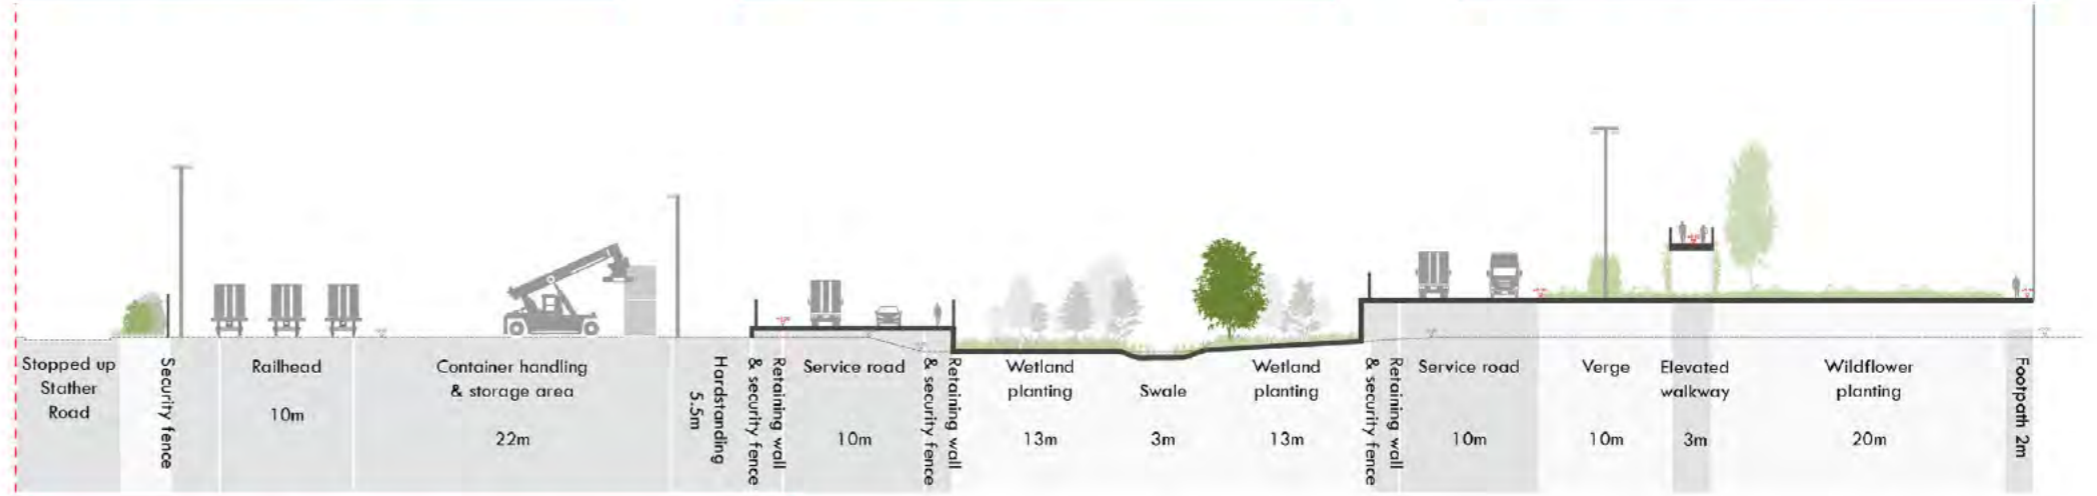 Stopped up
Stather
Road
Security fence
Railhead
10m
Container handling
& storage area
22m
Hardstanding
5.5m
Retaining wall
& security fence
Service road
10m
Retaining wall
& security fence
Wetland
planting
13m
Swale
3m
Wetland
planting
13m
Retaining wall
& security fence
Service road
10m
Verge
10m
Elevated
walkway
3m
Wildflower
planting
20m
Footpath 2m